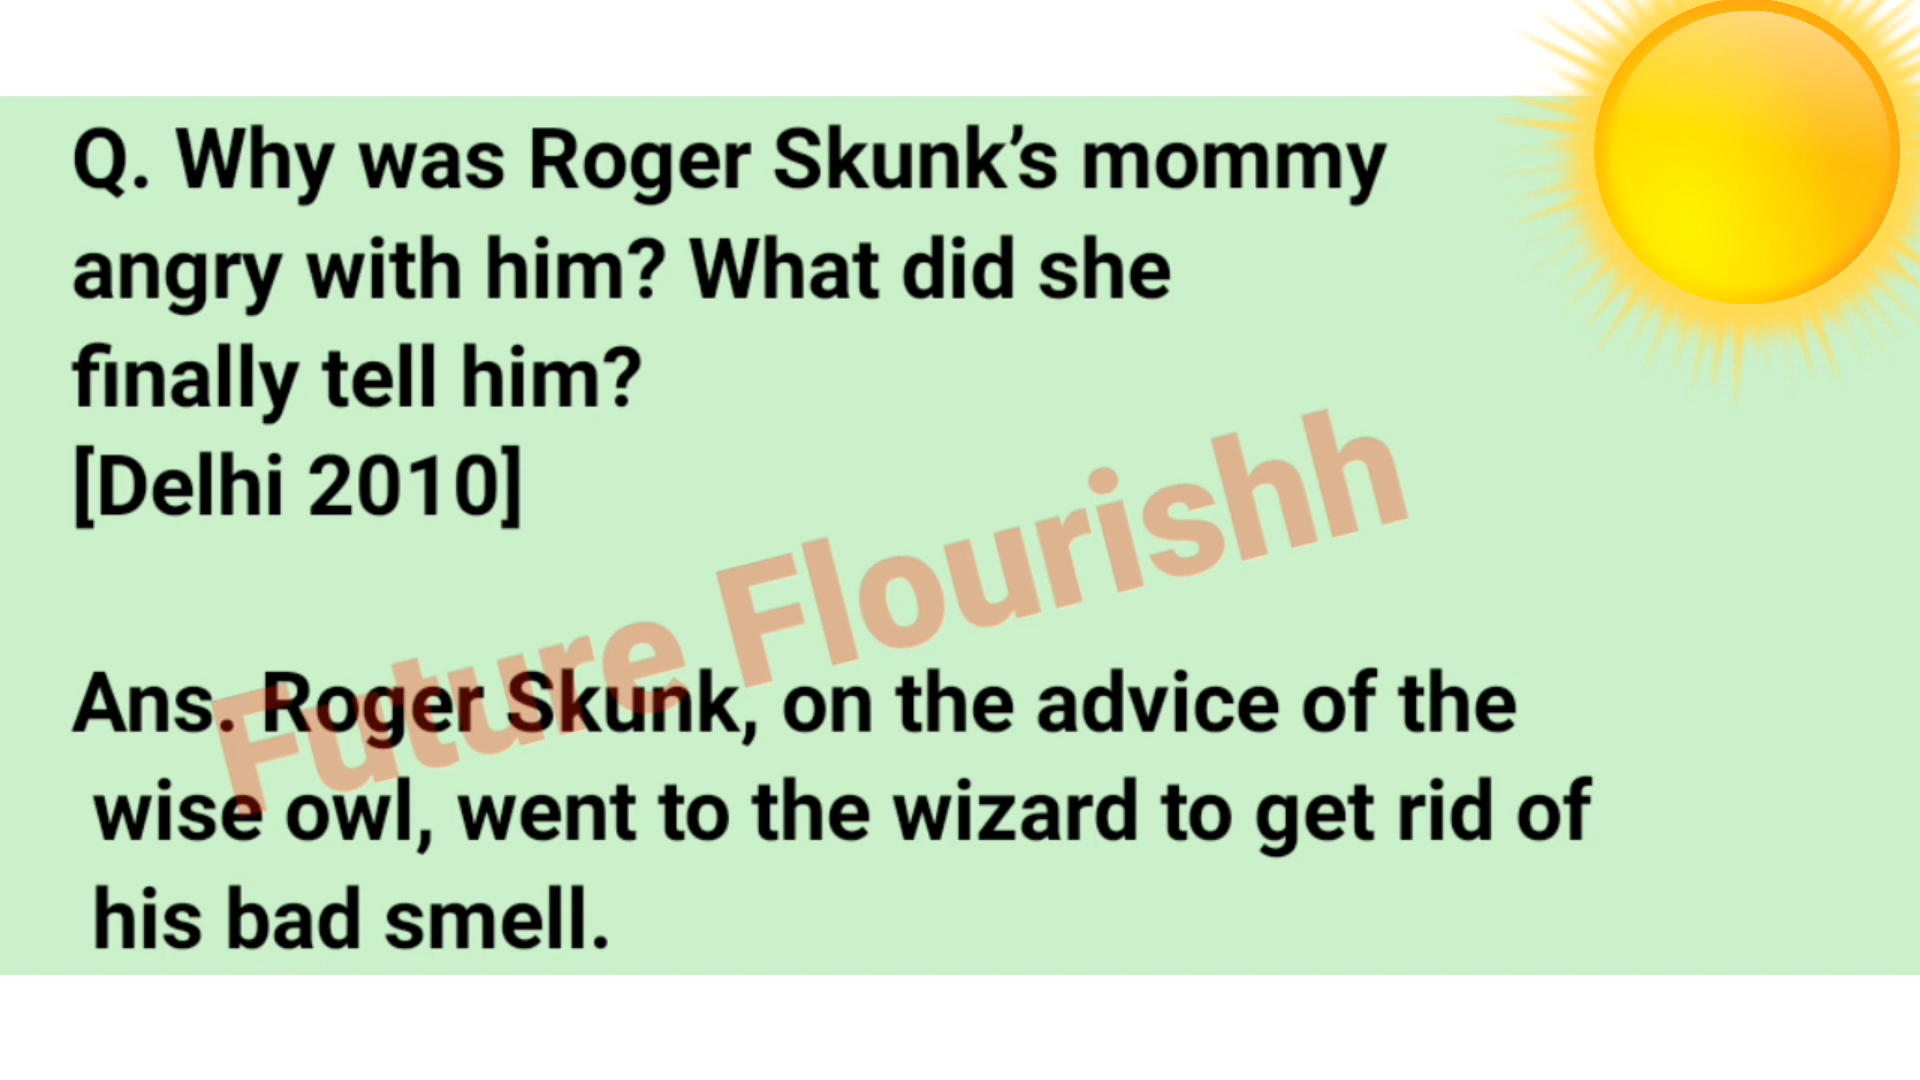 Q. Why was Roger Skunk’s mommy
angry with him? What did she
finally tell him?
[Delhi 2010]
Future Flourishh
Ans. Roger Skunk, on the advice of the
wise owl, went to the wizard to get rid of
his bad smell.